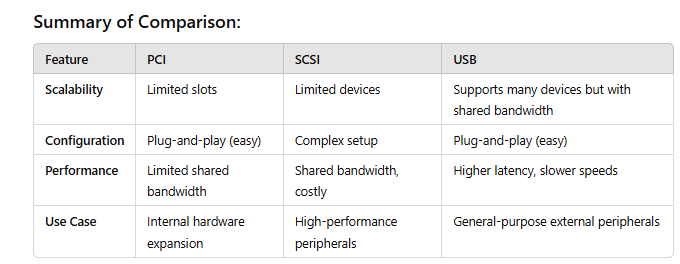 Summary of Comparison:
Feature PCI SCSI USB
Scalability Limited slots Limited devices Supports many devices but with
shared bandwidth
Configuration Plug-and-play (easy) Complex setup Plug-and-play (easy)
Performance Limited shared Shared bandwidth, Higher latency, slower speeds
bandwidth costly
Use Case Internal hardware High-performance General-purpose external peripherals
expansion peripherals